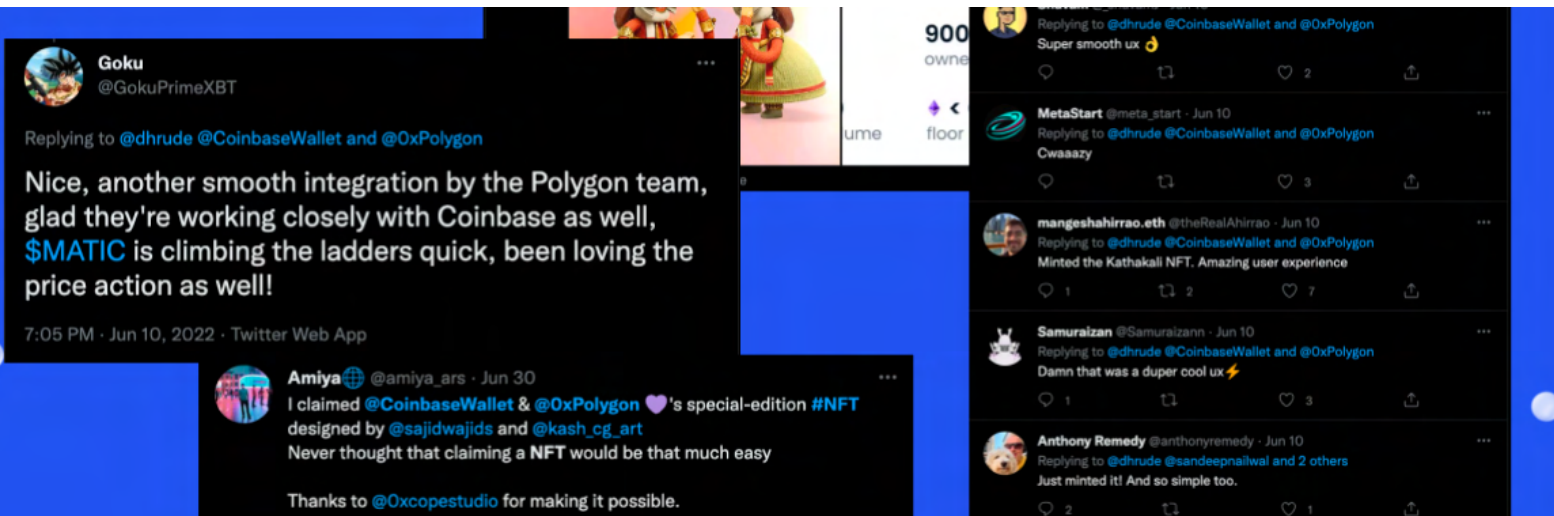 Goku
@GokuPrimeXBT
Replying to @dhrude @CoinbaseWallet and @0xPolygon
Nice, another smooth integration by the Polygon team,
glad they're working closely with Coinbase as well,
$MATIC is climbing the ladders quick, been loving the
price action as well!
7:05 PM · Jun 10, 2022 · Twitter Web App
Amiya🌐 @amiya_ars · Jun 30
I claimed @CoinbaseWallet & @0xPolygon 💜's special-edition #NFT
designed by @sajidwajids and @kash_cg_art
Never thought that claiming a NFT would be that much easy
Thanks to @0xcopestudio for making it possible.
900
owne
ume
floor
Replying to @dhrude @CoinbaseWallet and @0xPolygon
Super smooth ux 👌
2
MetaStart @meta_start · Jun 10
Replying to @dhrude @CoinbaseWallet and @0xPolygon
Cwaaazy
3
mangeshahirrao.eth @theRealAhirrao · Jun 10
Replying to @dhrude @CoinbaseWallet and @0xPolygon
Minted the Kathakali NFT. Amazing user experience
1 2 7
Samuraizan @Samuraizann · Jun 10
Replying to @dhrude @CoinbaseWallet and @0xPolygon
Damn that was a duper cool ux⚡
1 3
Anthony Remedy @anthonyremedy · Jun 10
Replying to @dhrude @sandeepnailwal and 2 others
Just minted it! And so simple too.
2 1